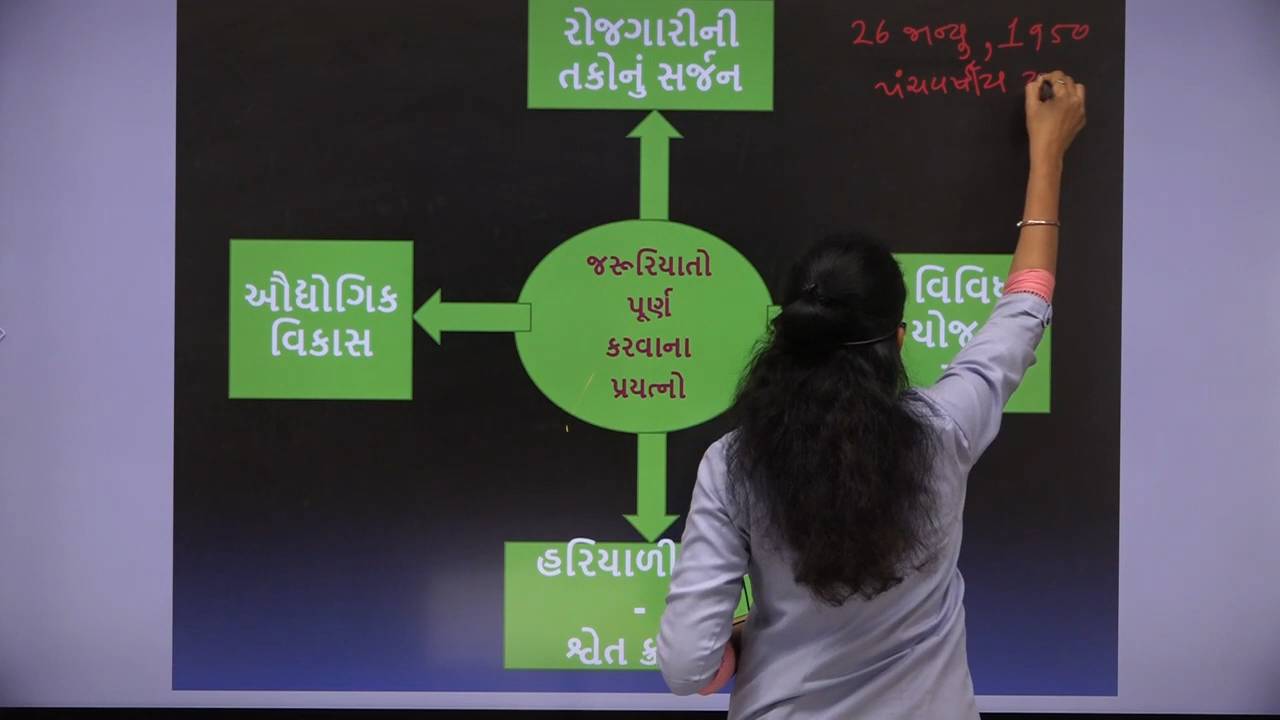 રોજગારીની
તકોનું સર્જન
26 જાન્યુ, 1950
પંચવર્ષીય
ઔદ્યોગિક
વિકાસ
જરૂરિયાતો
પૂર્ણ
કરવાના
પ્રયત્નો
હરિયાળી
-
શ્વેત